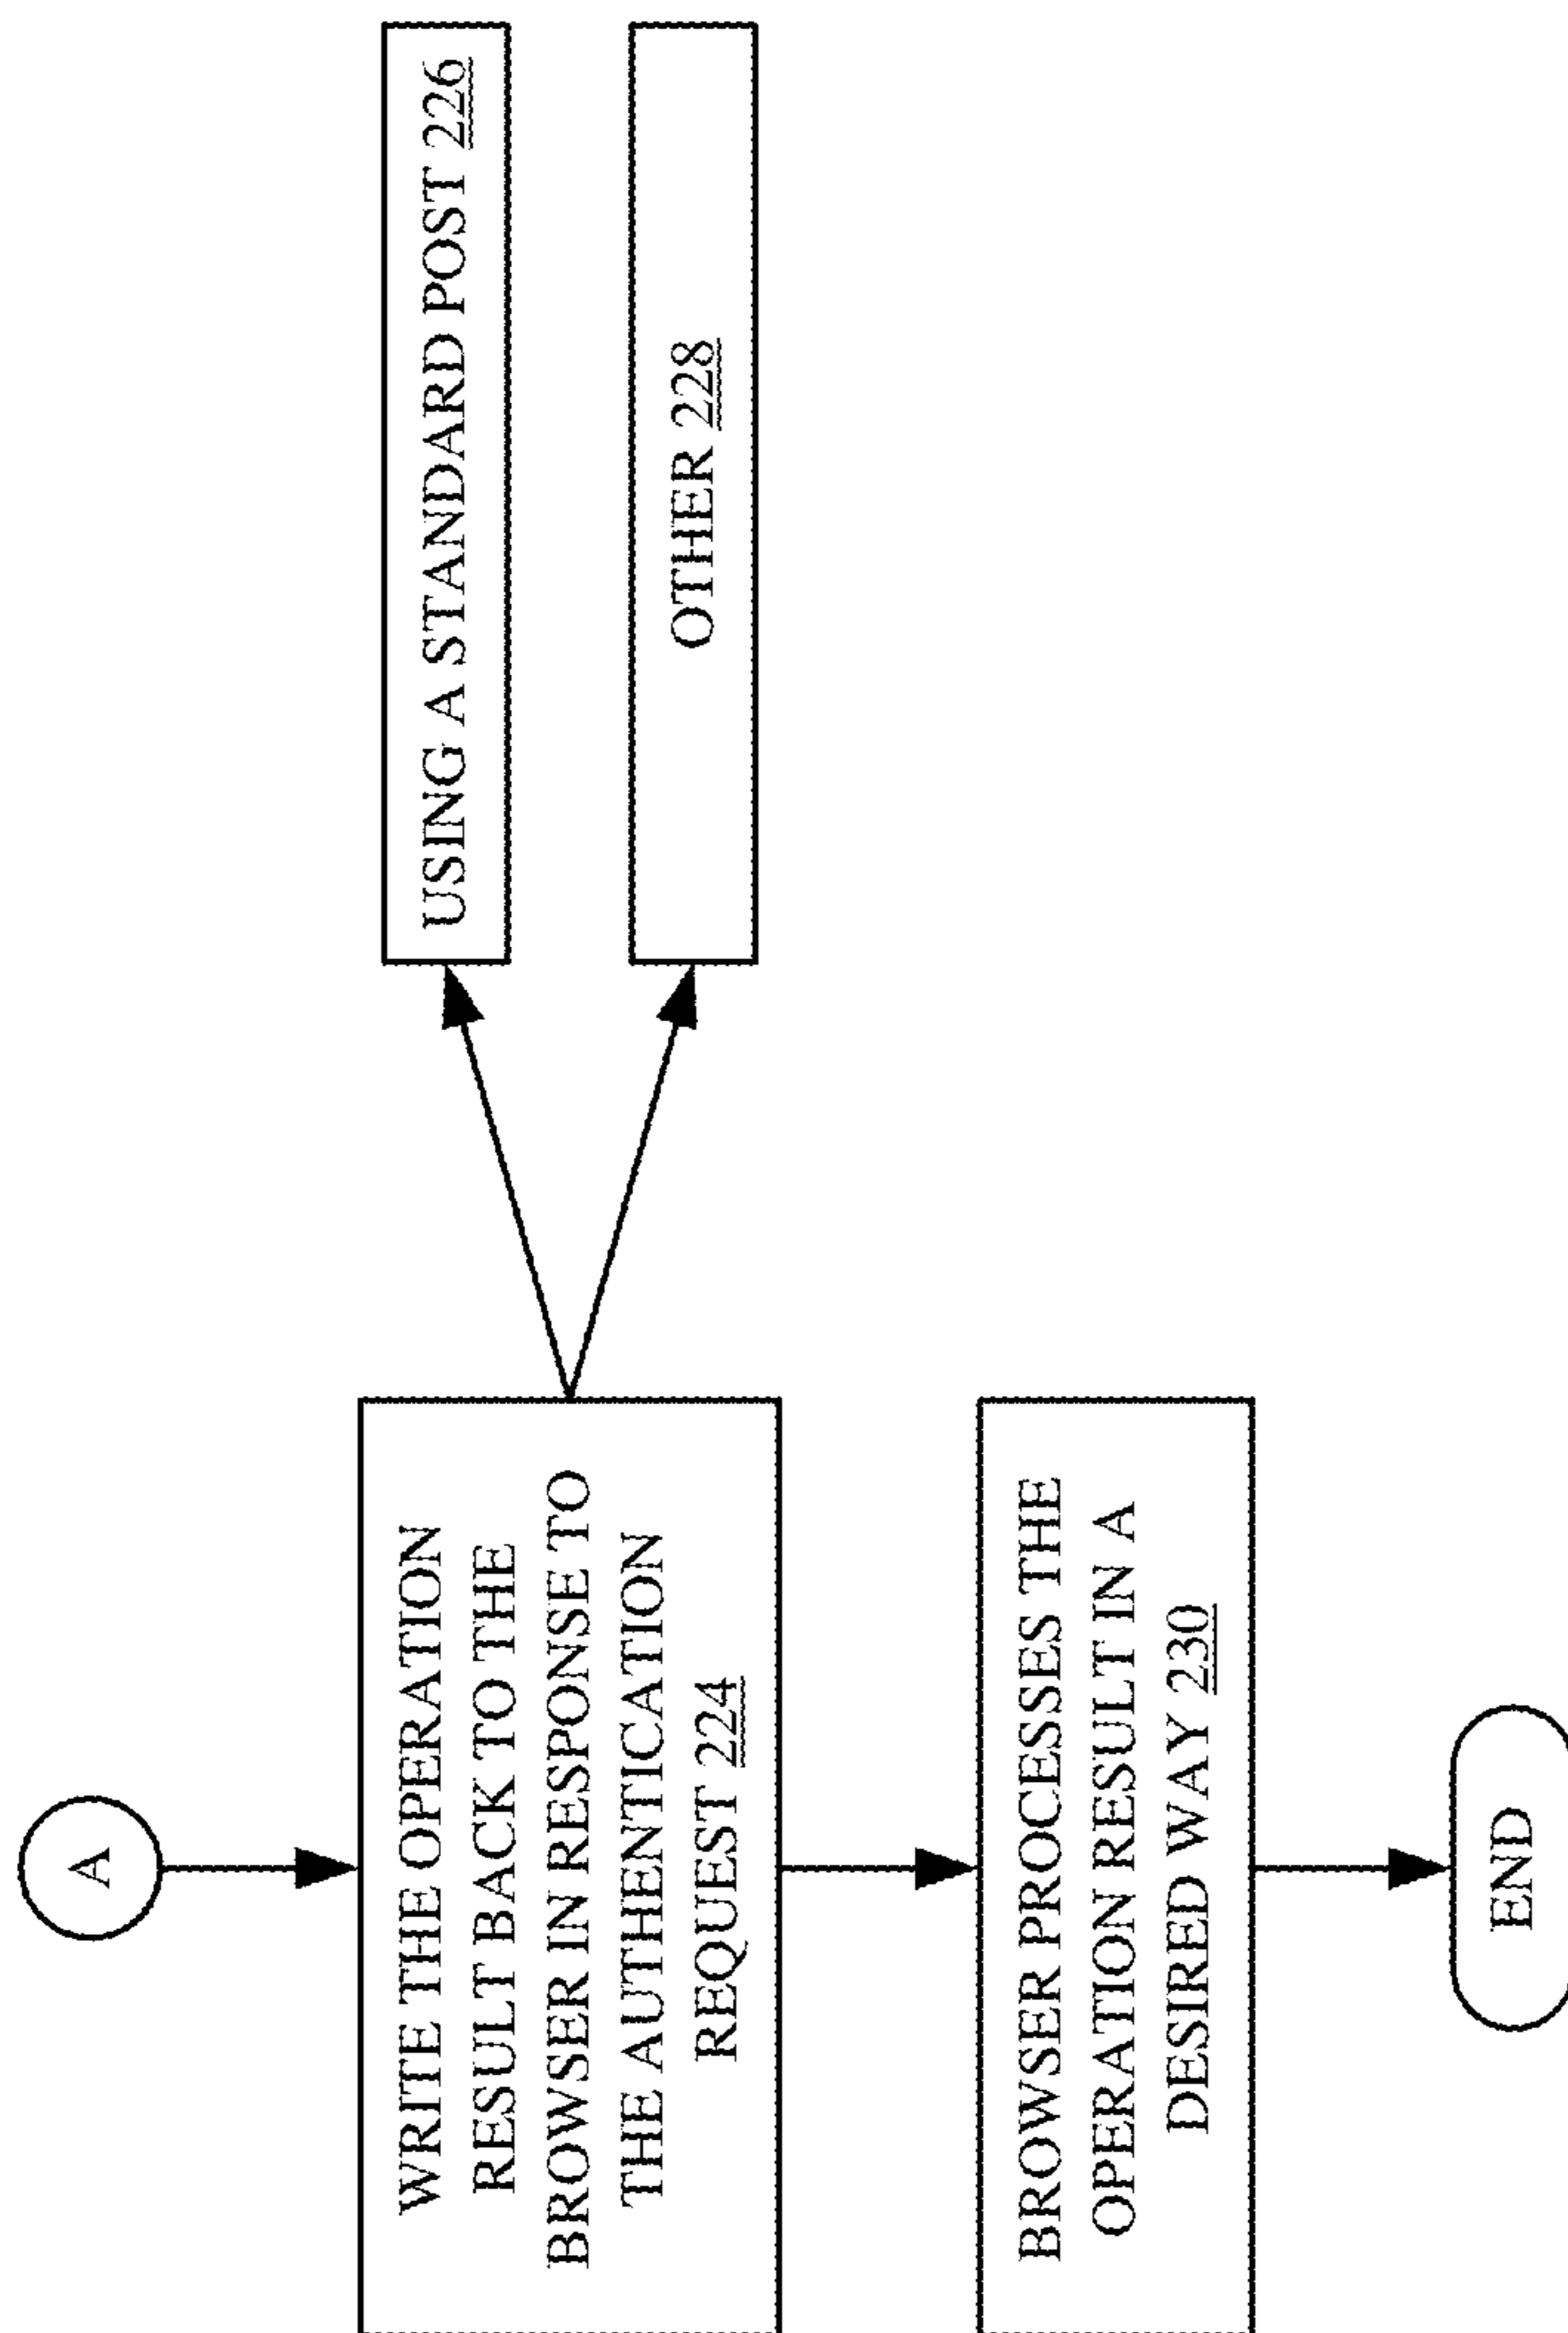 A
WRITE THE OPERATION
RESULT BACK TO THE
BROWSER IN RESPONSE TO
THE AUTHENTICATION
REQUEST 224
USING A STANDARD POST 226
OTHER 228
BROWSER PROCESSES THE
OPERATION RESULT IN A
DESIRED WAY 230
END